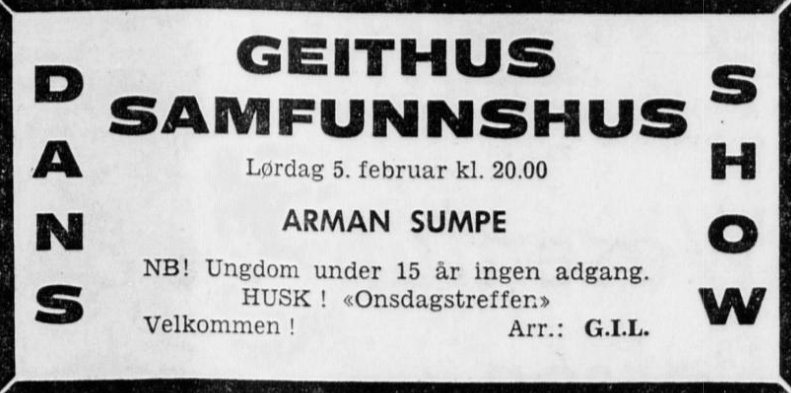 DANS
GEITHUS
SAMFUNNSHUS
Lørdag 5. februar kl. 20.00
ARMAN SUMPE
NB! Ungdom under 15 år ingen adgang.
HUSK ! «Onsdagstreffen»
Velkommen ! Arr.: G.I.L.
SHOW